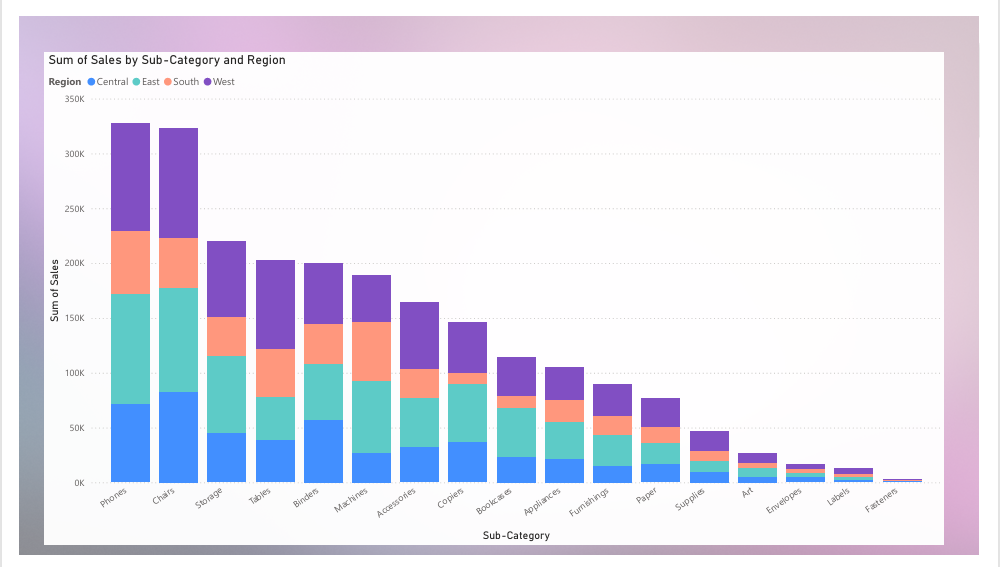 Sum of Sales by Sub-Category and Region
Region Central East South West
350K
300K
250K
200K
150K
100K
50K
0K
Sum of Sales
Phones Chairs Storage Tables Binders Machines Accessories Copiers Bookcases Appliances Furnishings Paper Supplies Art Envelopes Labels Fasteners
Sub-Category